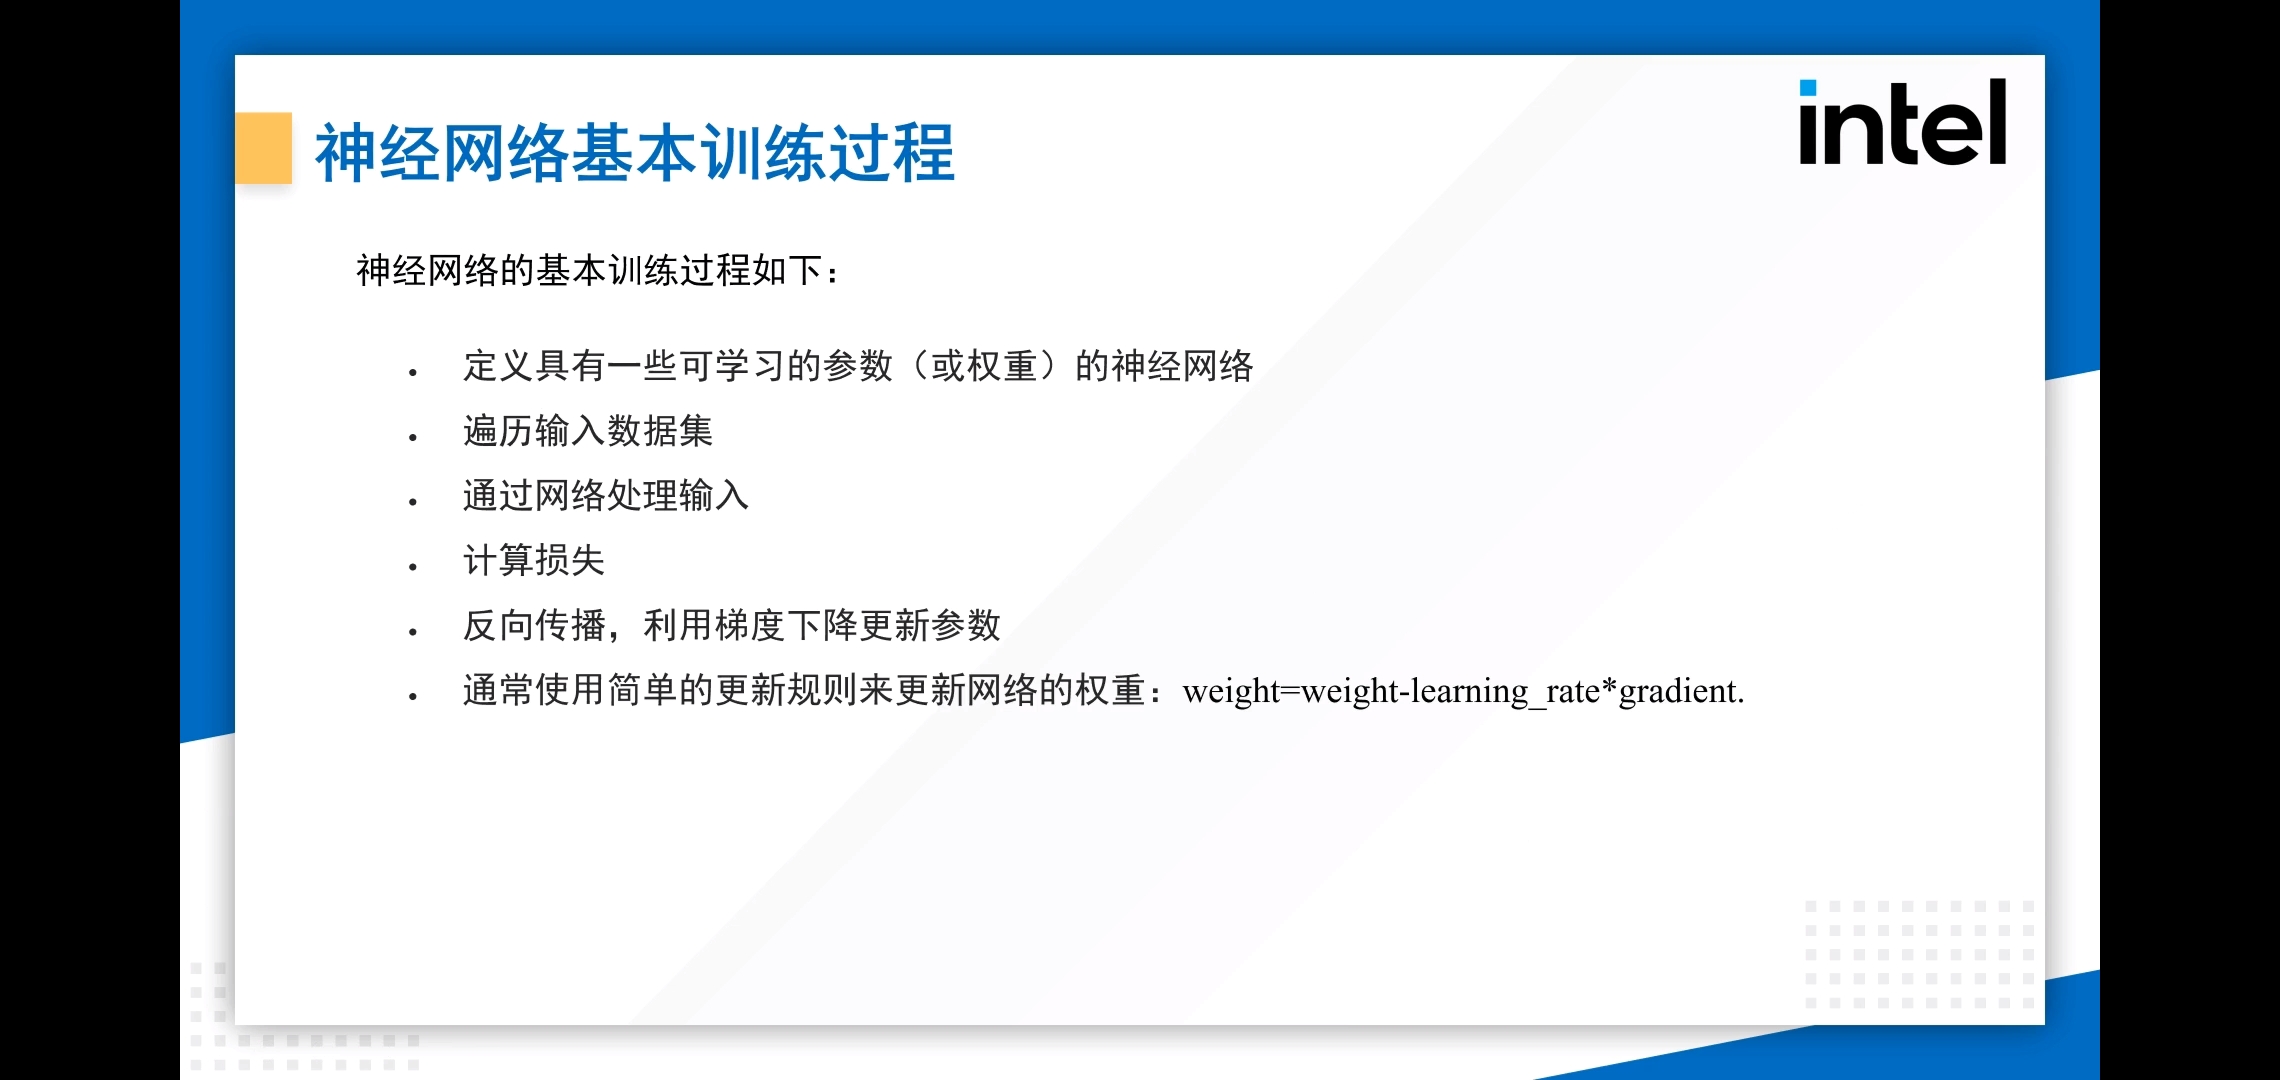 intel
神经网络基本训练过程
神经网络的基本训练过程如下：
• 定义具有一些可学习的参数（或权重）的神经网络
• 遍历输入数据集
• 通过网络处理输入
• 计算损失
• 反向传播，利用梯度下降更新参数
• 通常使用简单的更新规则来更新网络的权重：weight=weight-learning_rate*gradient.